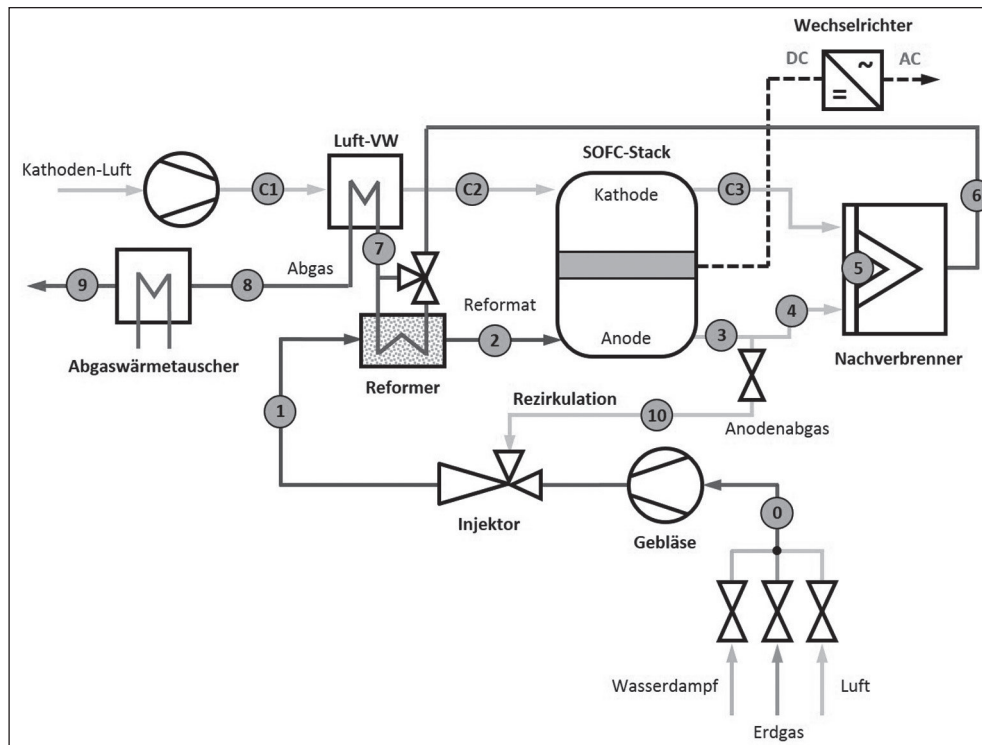 Wechselrichter
DC
AC
~
=
Luft-VW
SOFC-Stack
Kathoden-Luft
C1
C2
Kathode
C3
6
7
5
9
8
Abgas
Reformat
4
2
Anode
3
Abgaswärmetauscher
Reformer
Nachverbrenner
1
Rezirkulation
10
Anodenabgas
Injektor
Gebläse
0
Wasserdampf
Luft
Erdgas